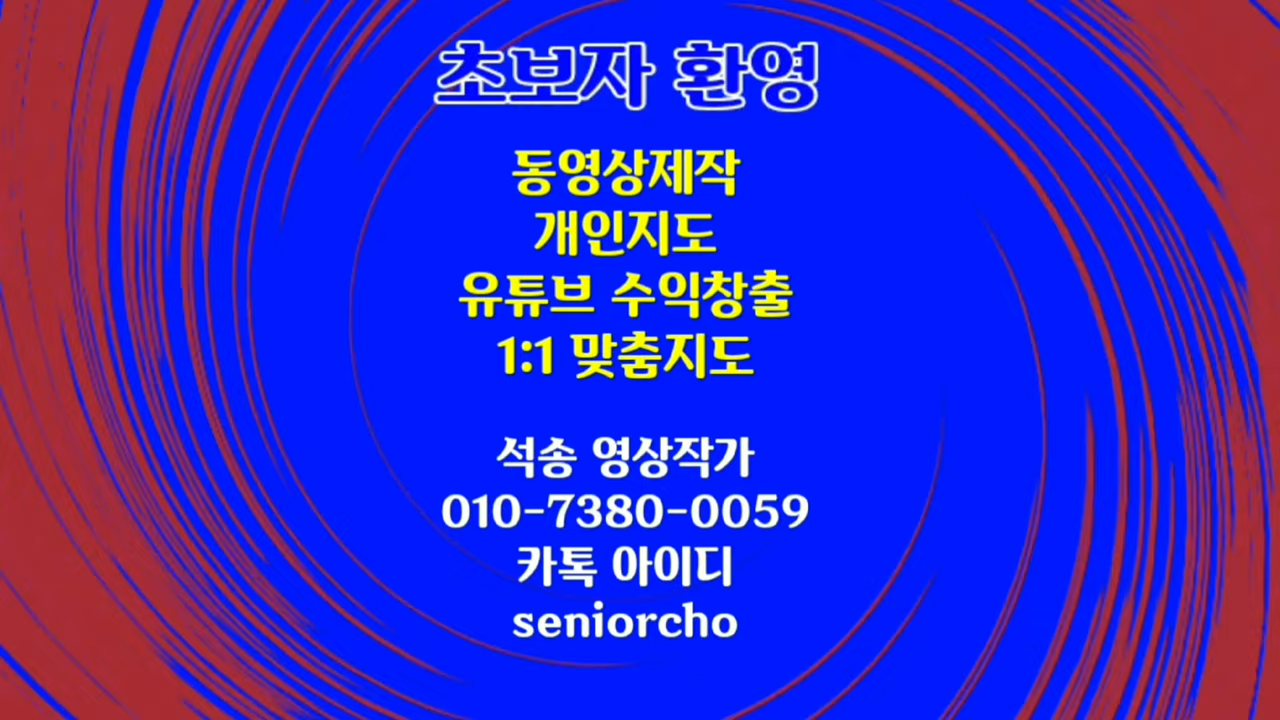 초보자 환영
동영상제작
개인지도
유튜브 수익창출
1:1 맞춤지도
석송 영상작가
010-7380-0059
카톡 아이디
seniorcho